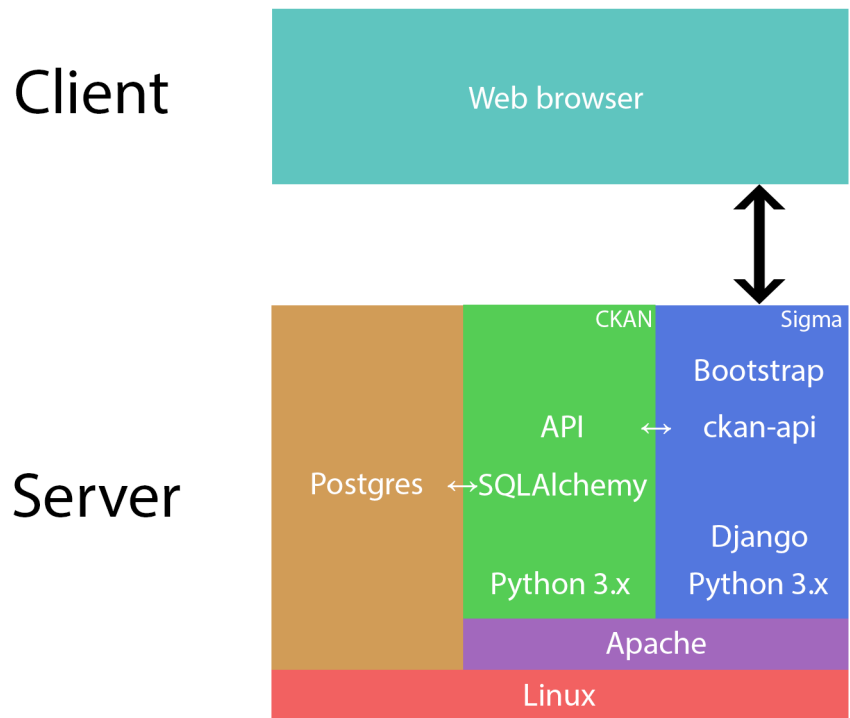 Client
Web browser
CKAN
Sigma
Bootstrap
API ↔ ckan-api
Server
Postgres ↔ SQLAlchemy
Django
Python 3.x
Python 3.x
Apache
Linux